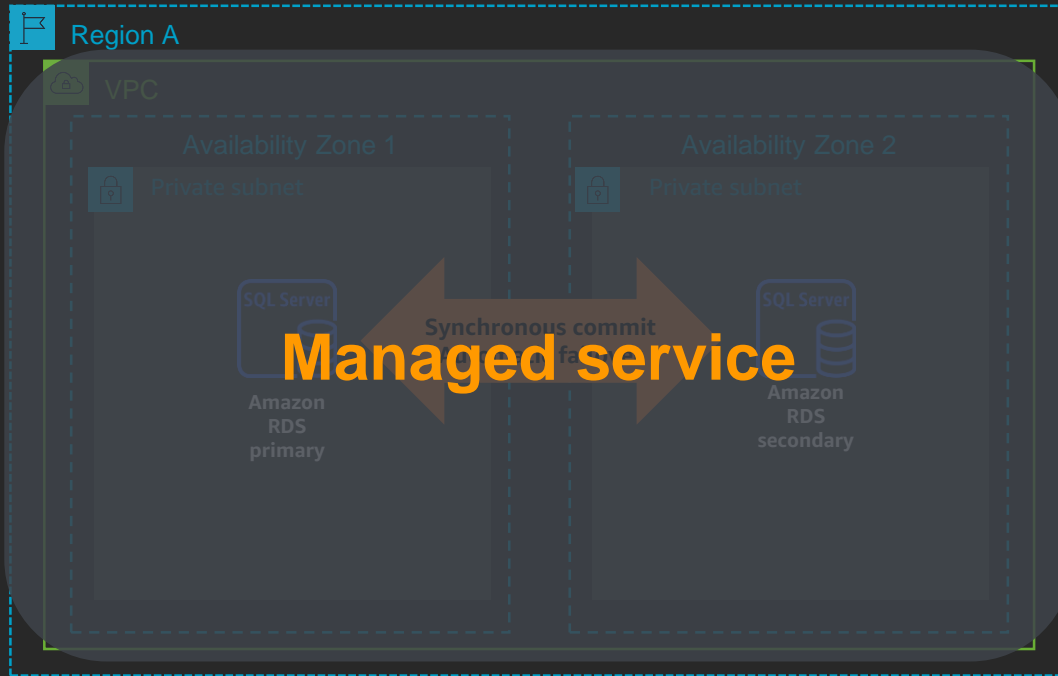 Region A
VPC
Availability Zone 1
Availability Zone 2
Private subnet
Private subnet
SQL Server
SQL Server
Synchronous commit
Managed service
Amazon
RDS
primary
Amazon
RDS
secondary